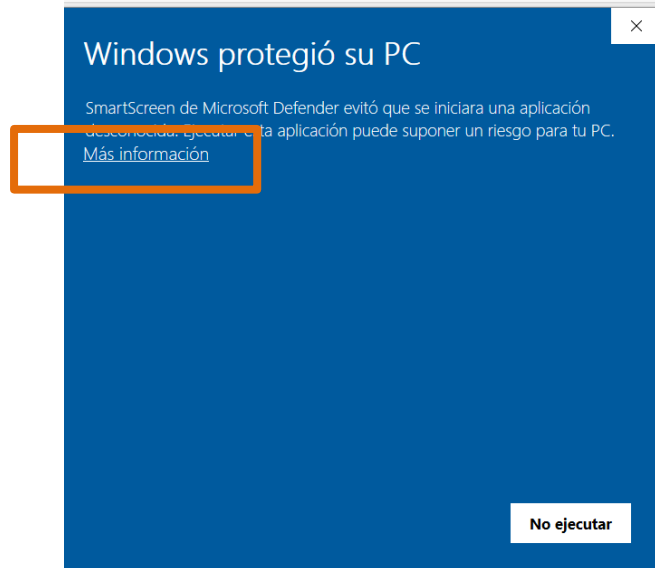 Windows protegió su PC
SmartScreen de Microsoft Defender evitó que se iniciara una aplicación
desconocida. Ejecutar esta aplicación puede suponer un riesgo para tu PC.
Más información
No ejecutar